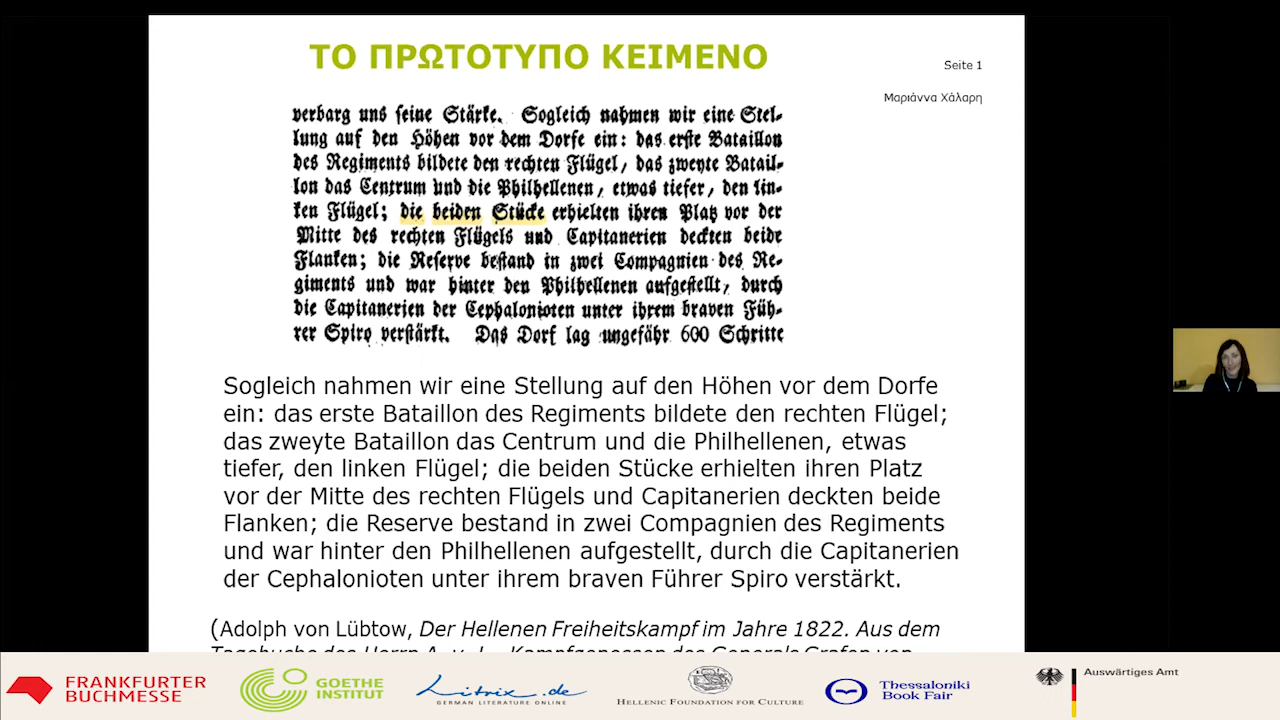 ΤΟ ΠΡΩΤΟΤΥΠΟ ΚΕΙΜΕΝΟ
Seite 1
Μαριάννα Χάλαρη
verbarg uns seine Stärke. Sogleich nahmen wir eine Stel-
lung auf den Höhen vor dem Dorfe ein: das erste Bataillon
des Regiments bildete den rechten Flügel, das zweyte Batail-
lon das Centrum und die Philhellenen, etwas tiefer, den lin-
ken Flügel; die beiden Stücke erhielten ihren Platz vor der
Mitte des rechten Flügels und Capitanerien deckten beide
Flanken; die Reserve bestand in zwei Compagnien des Re-
giments und war hinter den Philhellenen aufgestellt, durch
die Capitanerien der Cephalonioten unter ihrem braven Füh-
rer Spiro verstärkt. Das Dorf lag ungefähr 600 Schritte
Sogleich nahmen wir eine Stellung auf den Höhen vor dem Dorfe
ein: das erste Bataillon des Regiments bildete den rechten Flügel;
das zweyte Bataillon das Centrum und die Philhellenen, etwas
tiefer, den linken Flügel; die beiden Stücke erhielten ihren Platz
vor der Mitte des rechten Flügels und Capitanerien deckten beide
Flanken; die Reserve bestand in zwei Compagnien des Regiments
und war hinter den Philhellenen aufgestellt, durch die Capitanerien
der Cephalonioten unter ihrem braven Führer Spiro verstärkt.
(Adolph von Lübtow, Der Hellenen Freiheitskampf im Jahre 1822. Aus dem
Tagebuche des Herrn A. v. L., Kampfgenossen des Generals Grafen von
FRANKFURTER
BUCHMESSE
GOETHE
INSTITUT
Litrix.de
GERMAN LITERATURE ONLINE
HELLENIC FOUNDATION FOR CULTURE
Thessaloniki
Book Fair
Auswärtiges Amt